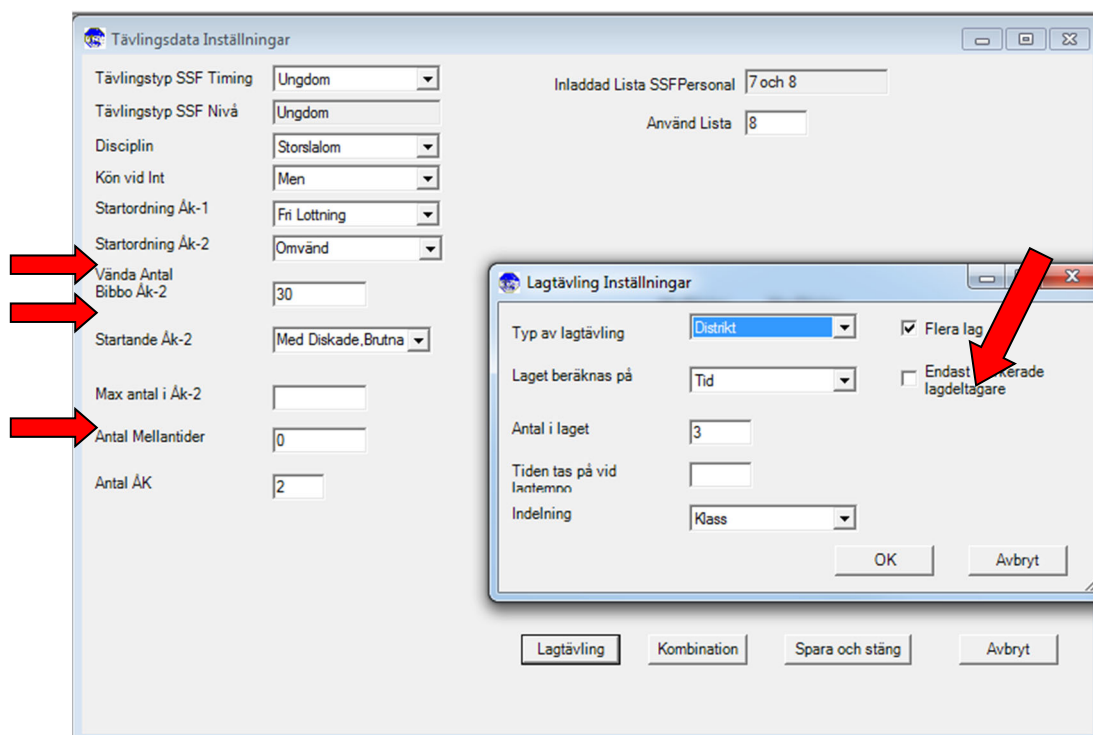 Tävlingsdata Inställningar
Tävlingstyp SSF Timing Ungdom
Inladdad Lista SSFPersonal 7 och 8
Tävlingstyp SSF Nivå Ungdom
Använd Lista 8
Disciplin Storslalom
Kön vid Int Men
Startordning Åk-1 Fri Lottning
Startordning Åk-2 Omvänd
Vända Antal
Bibbo Åk-2 30
Startande Åk-2 Med Diskade,Brutna
Max antal i Åk-2
Antal Mellantider 0
Antal ÅK 2
Lagtävling Inställningar
Typ av lagtävling Distrikt
Flera lag
Laget beräknas på Tid
Endast
lagdeltagare
Antal i laget 3
Tiden tas på vid
lagtempo
Indelning Klass
OK Avbryt
Lagtävling Kombination Spara och stäng Avbryt